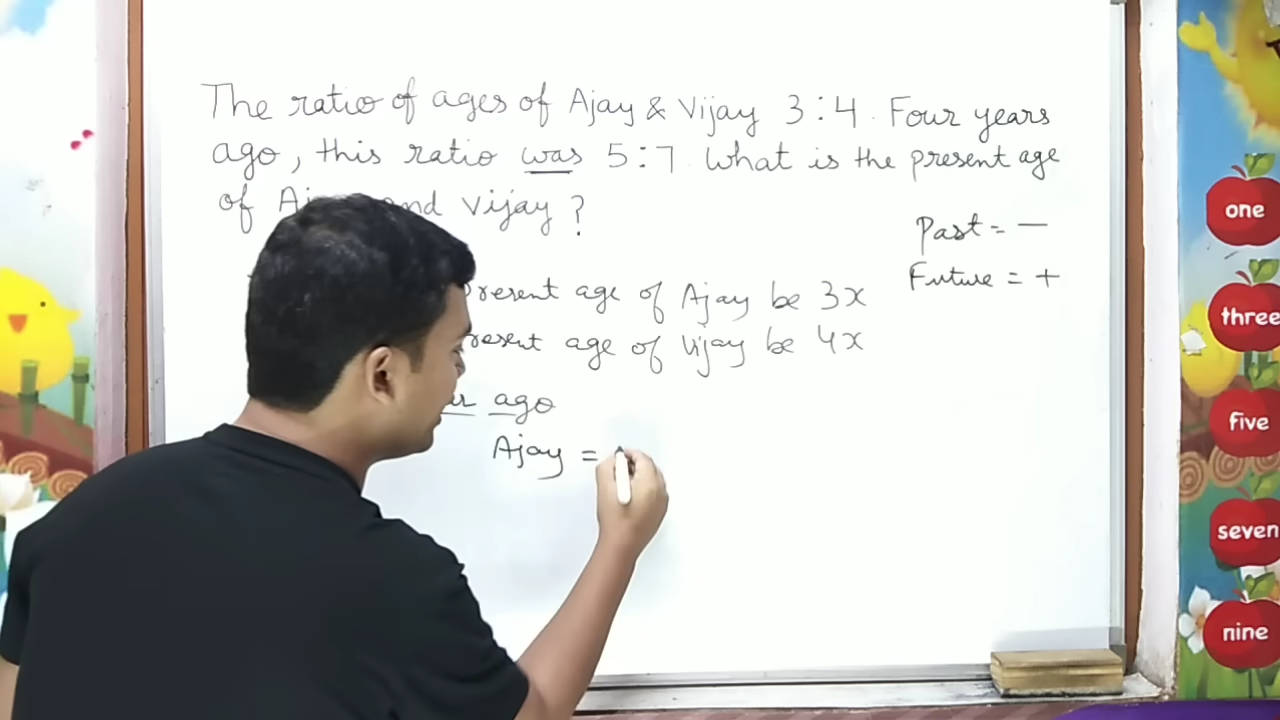 The ratio of ages of Ajay & Vijay 3:4. Four years
ago, this ratio was 5:7. What is the present age
of and Vijay ?
Past = −
Future = +
resent age of Ajay be 3x
resent age of Vijay be 4x
ago
Ajay =
one
three
five
seven
nine